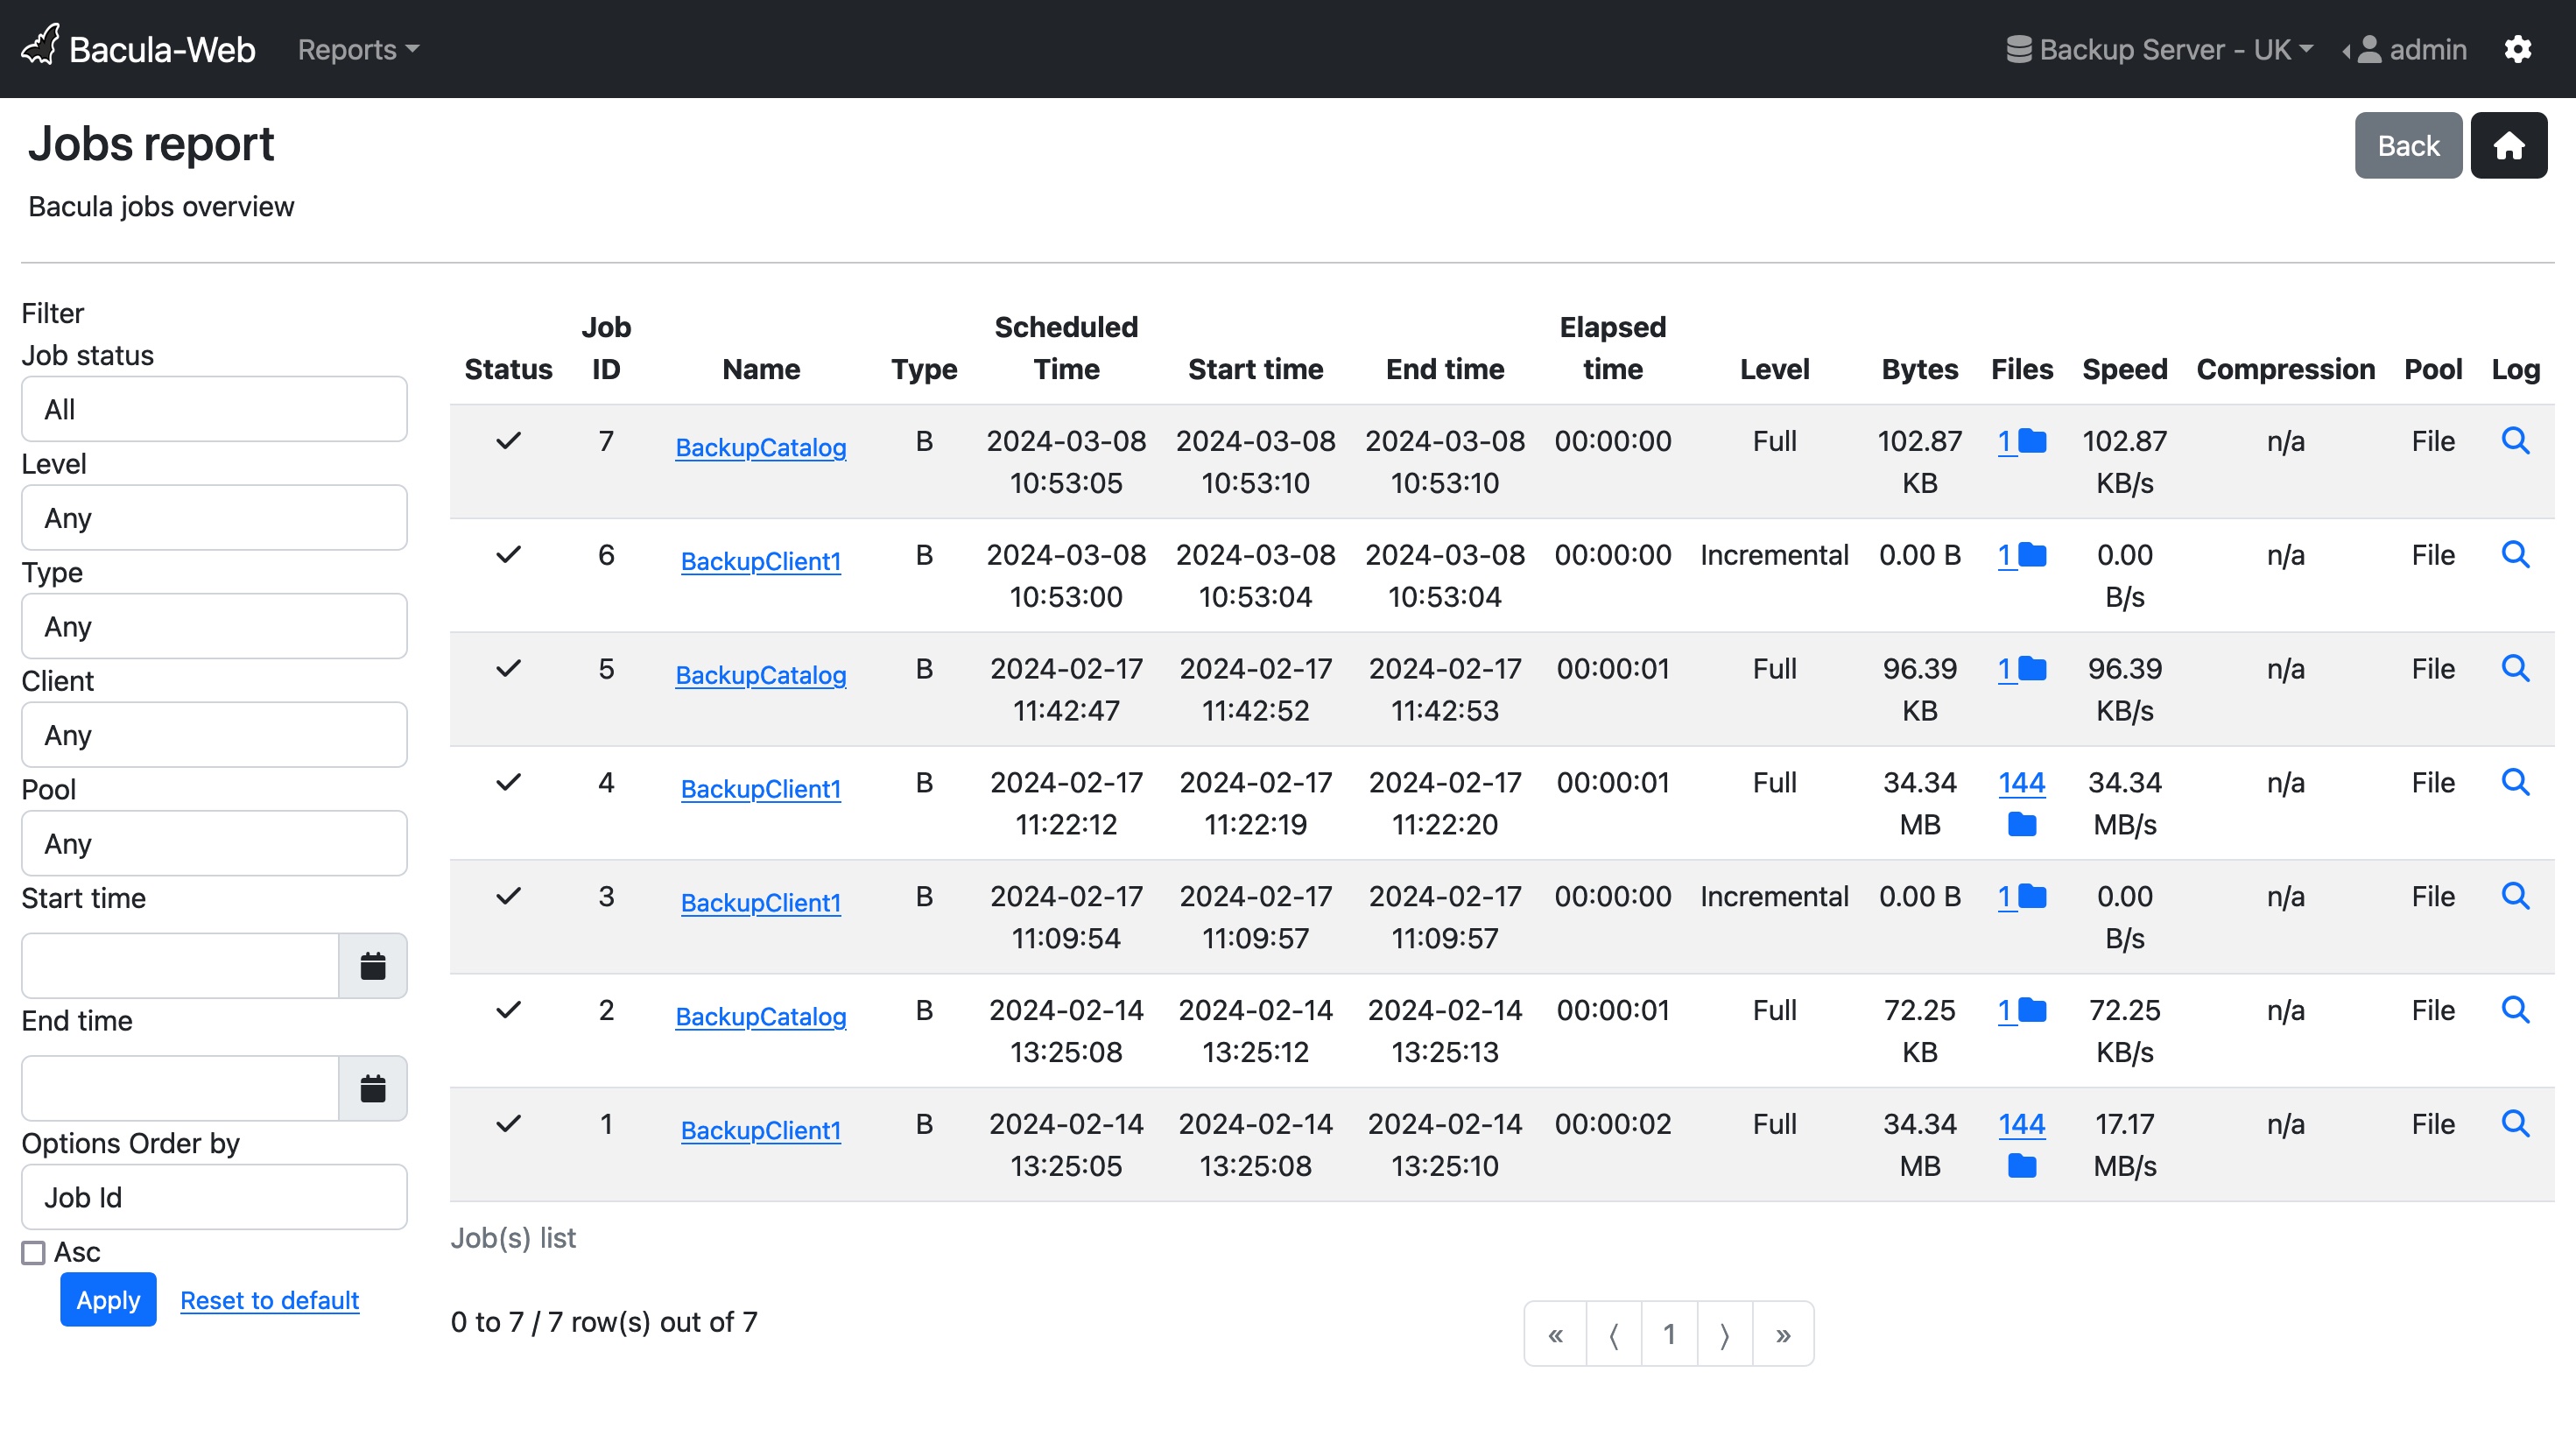 Bacula-Web Reports Backup Server - UK admin
Jobs report
Back
Bacula jobs overview
Filter
Job status
All
Level
Any
Type
Any
Client
Any
Pool
Any
Start time
End time
Options Order by
Job Id
Asc
Apply Reset to default
Status Job ID Name Type Scheduled Time Start time End time Elapsed time Level Bytes Files Speed Compression Pool Log
7 BackupCatalog B 2024-03-08 2024-03-08 2024-03-08 00:00:00 Full 102.87 1 102.87 n/a File
10:53:05 10:53:10 10:53:10 KB KB/s
6 BackupClient1 B 2024-03-08 2024-03-08 2024-03-08 00:00:00 Incremental 0.00 B 1 0.00 n/a File
10:53:00 10:53:04 10:53:04 B/s
5 BackupCatalog B 2024-02-17 2024-02-17 2024-02-17 00:00:01 Full 96.39 1 96.39 n/a File
11:42:47 11:42:52 11:42:53 KB KB/s
4 BackupClient1 B 2024-02-17 2024-02-17 2024-02-17 00:00:01 Full 34.34 144 34.34 n/a File
11:22:12 11:22:19 11:22:20 MB MB/s
3 BackupClient1 B 2024-02-17 2024-02-17 2024-02-17 00:00:00 Incremental 0.00 B 1 0.00 n/a File
11:09:54 11:09:57 11:09:57 B/s
2 BackupCatalog B 2024-02-14 2024-02-14 2024-02-14 00:00:01 Full 72.25 1 72.25 n/a File
13:25:08 13:25:12 13:25:13 KB KB/s
1 BackupClient1 B 2024-02-14 2024-02-14 2024-02-14 00:00:02 Full 34.34 144 17.17 n/a File
13:25:05 13:25:08 13:25:10 MB MB/s
Job(s) list
0 to 7 / 7 row(s) out of 7
« ⟨ 1 ⟩ »